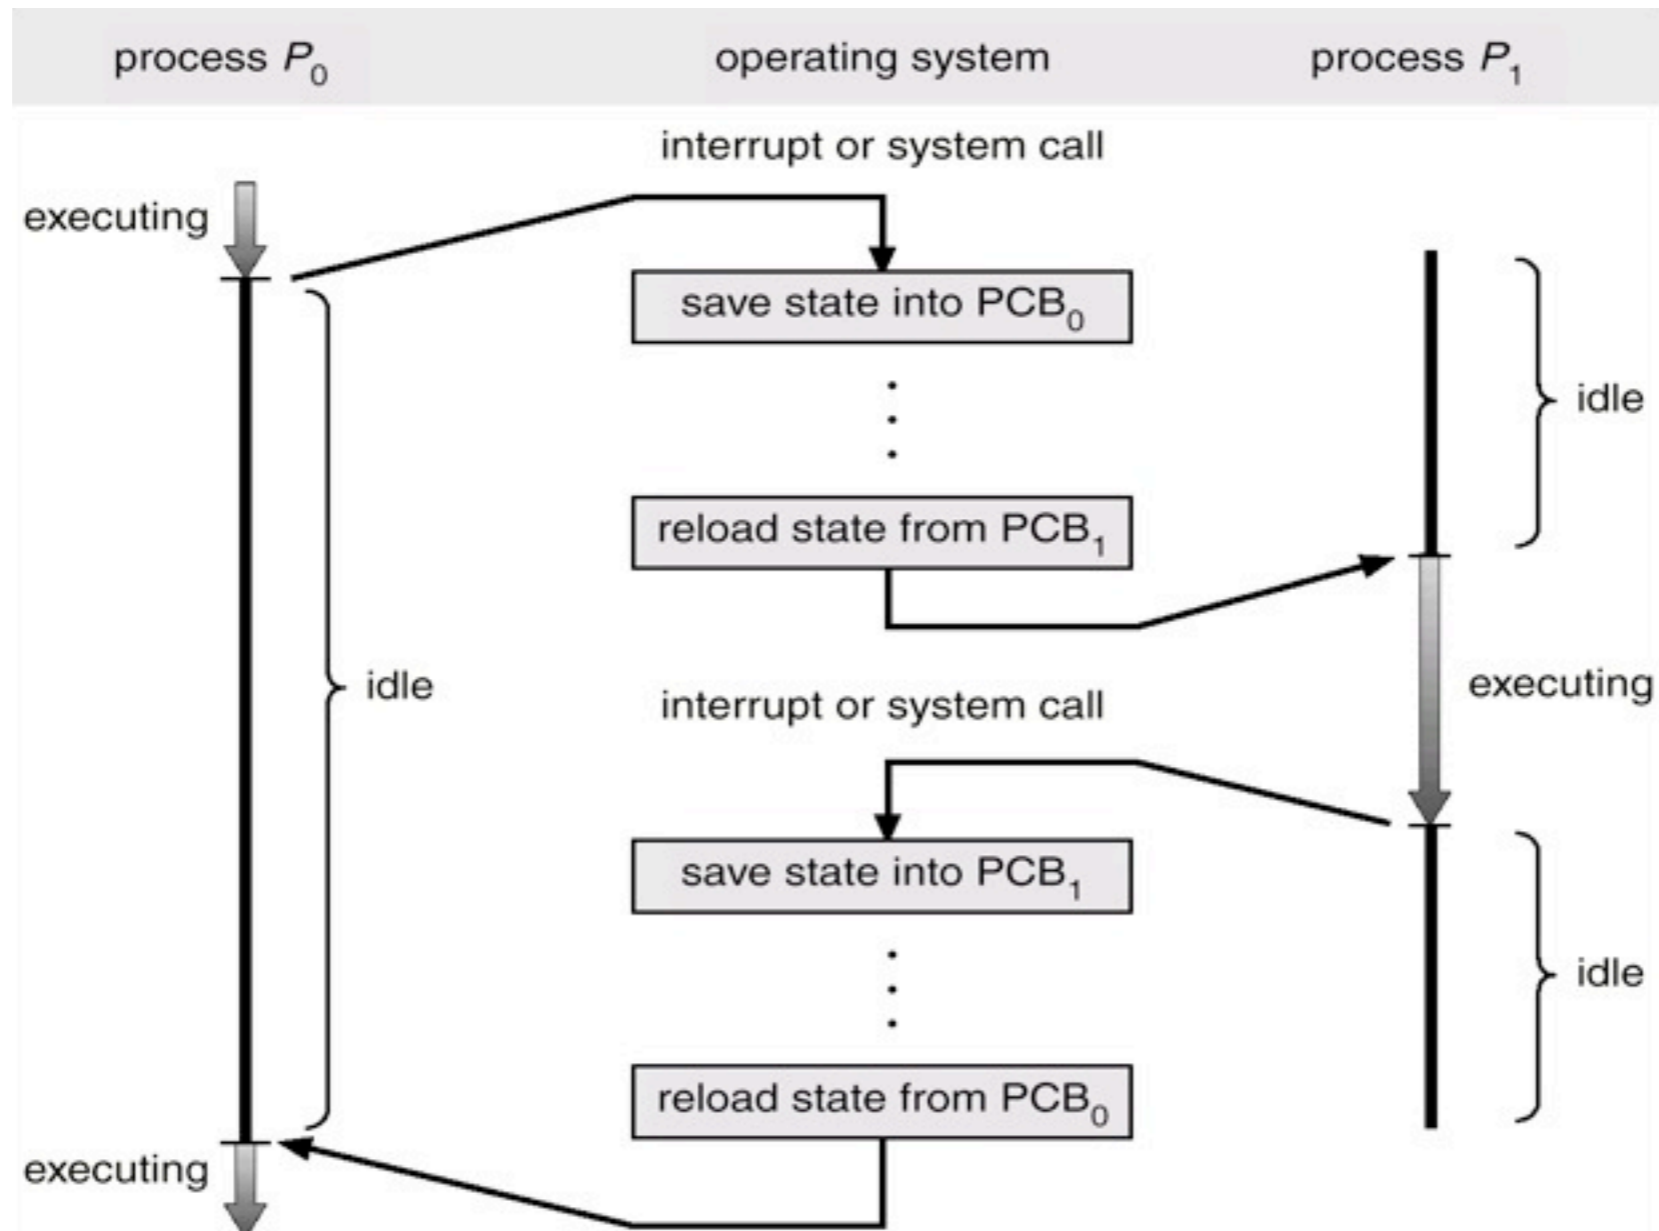 process P₀ operating system process P₁
interrupt or system call
executing
save state into PCB₀
idle
reload state from PCB₁
idle
executing
interrupt or system call
save state into PCB₁
idle
reload state from PCB₀
executing